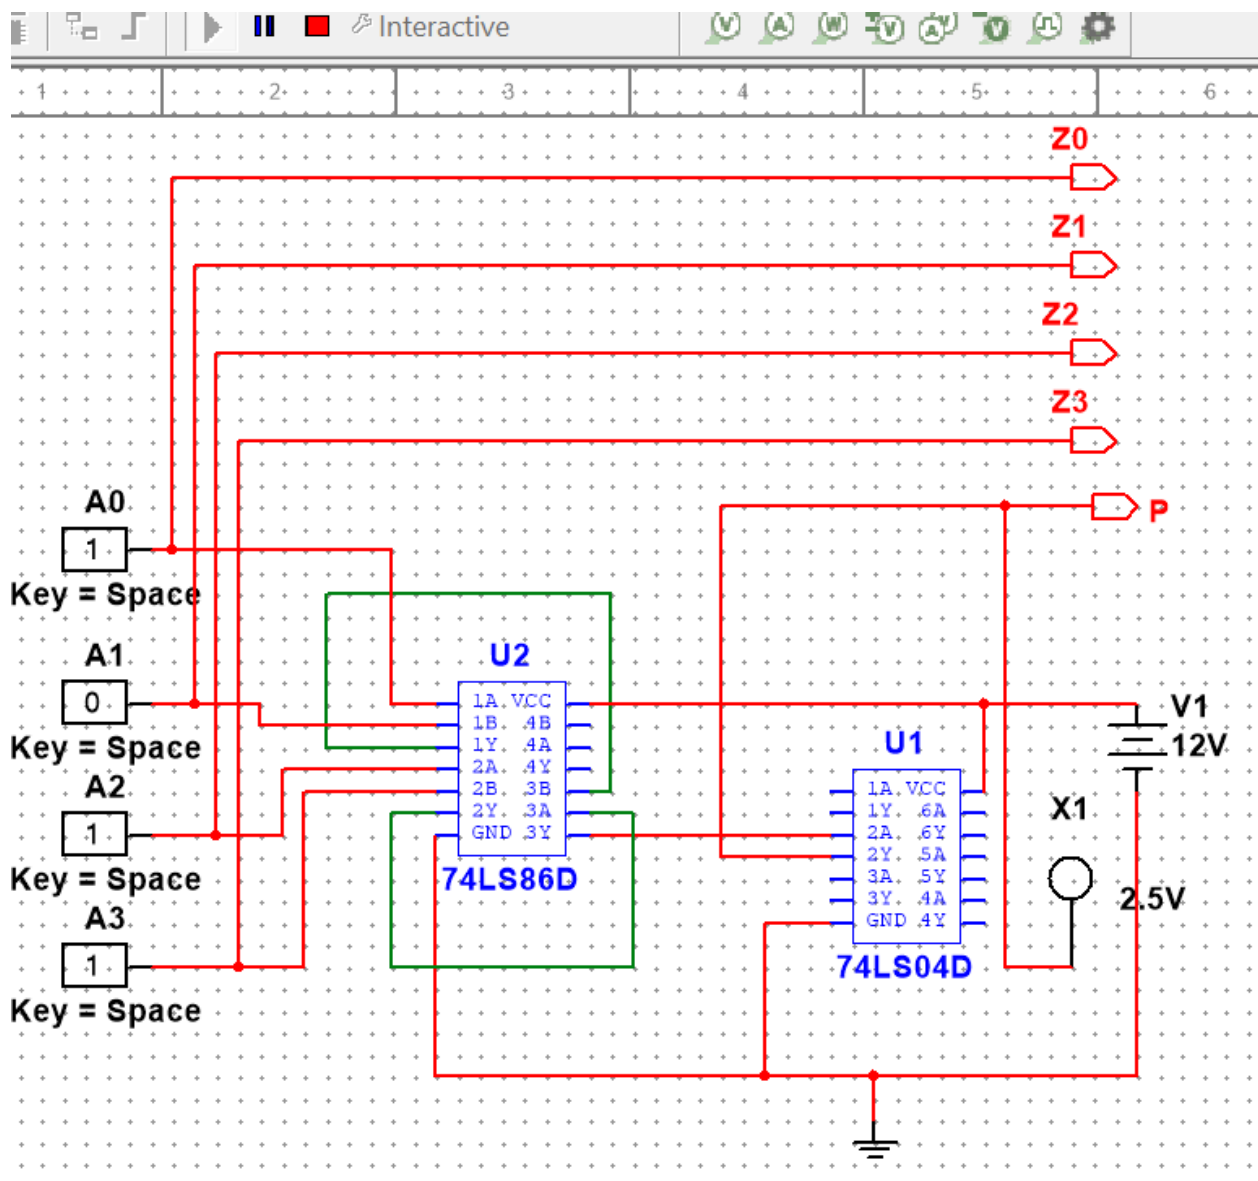 Interactive
1 2 3 4 5 6
Z0
Z1
Z2
Z3
P
A0
1
Key = Space
A1
0
Key = Space
A2
1
Key = Space
A3
1
Key = Space
U2
1A VCC
1B 4B
1Y 4A
2A 4Y
2B 3B
2Y 3A
GND 3Y
74LS86D
U1
1A VCC
1Y 6A
2A 6Y
2Y 5A
3A 5Y
3Y 4A
GND 4Y
74LS04D
V1
12V
X1
2.5V